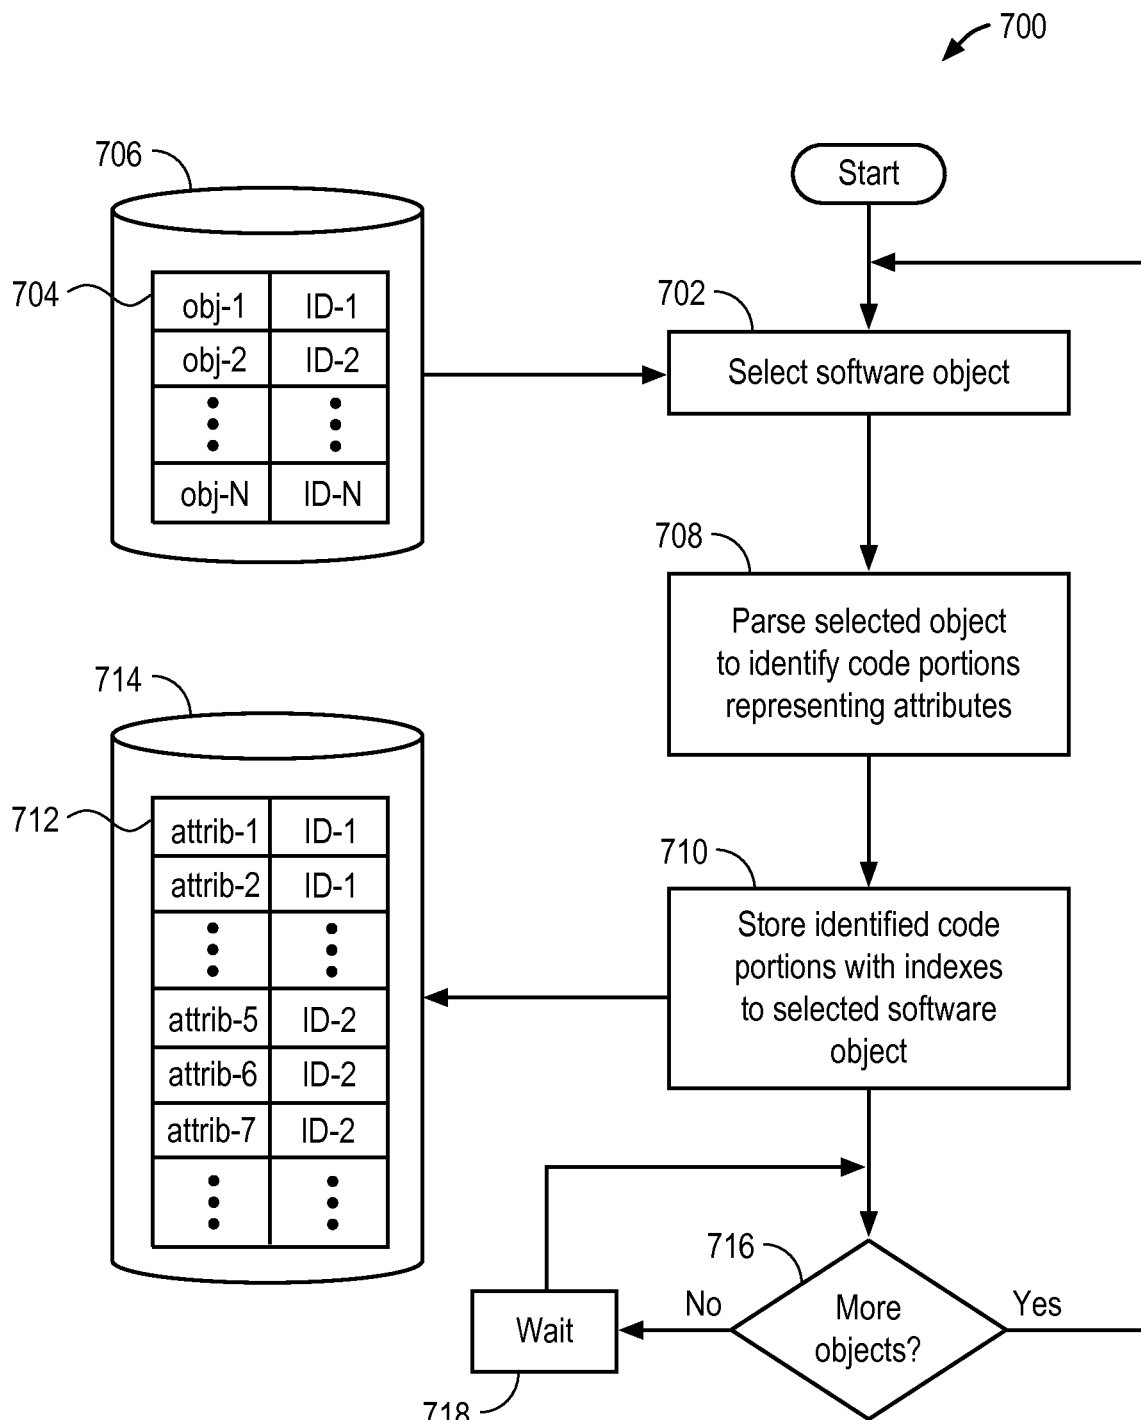 700
706
Start
704
obj-1 ID-1
obj-2 ID-2
obj-N ID-N
702
Select software object
708
Parse selected object
to identify code portions
representing attributes
714
712
attrib-1 ID-1
attrib-2 ID-1
attrib-5 ID-2
attrib-6 ID-2
attrib-7 ID-2
710
Store identified code
portions with indexes
to selected software
object
716
More
objects?
No
Yes
Wait
718